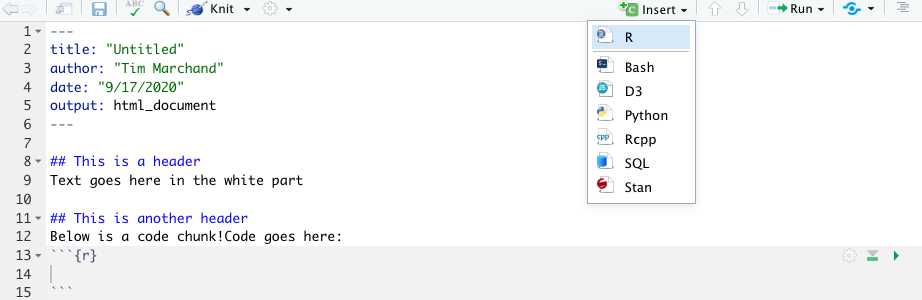 ABC Knit Insert Run
R
Bash
D3
Python
Rcpp
SQL
Stan
1 ---
2 title: "Untitled"
3 author: "Tim Marchand"
4 date: "9/17/2020"
5 output: html_document
6 ---
7
8 ## This is a header
9 Text goes here in the white part
10
11 ## This is another header
12 Below is a code chunk!Code goes here:
13 ```{r}
14
15 ```